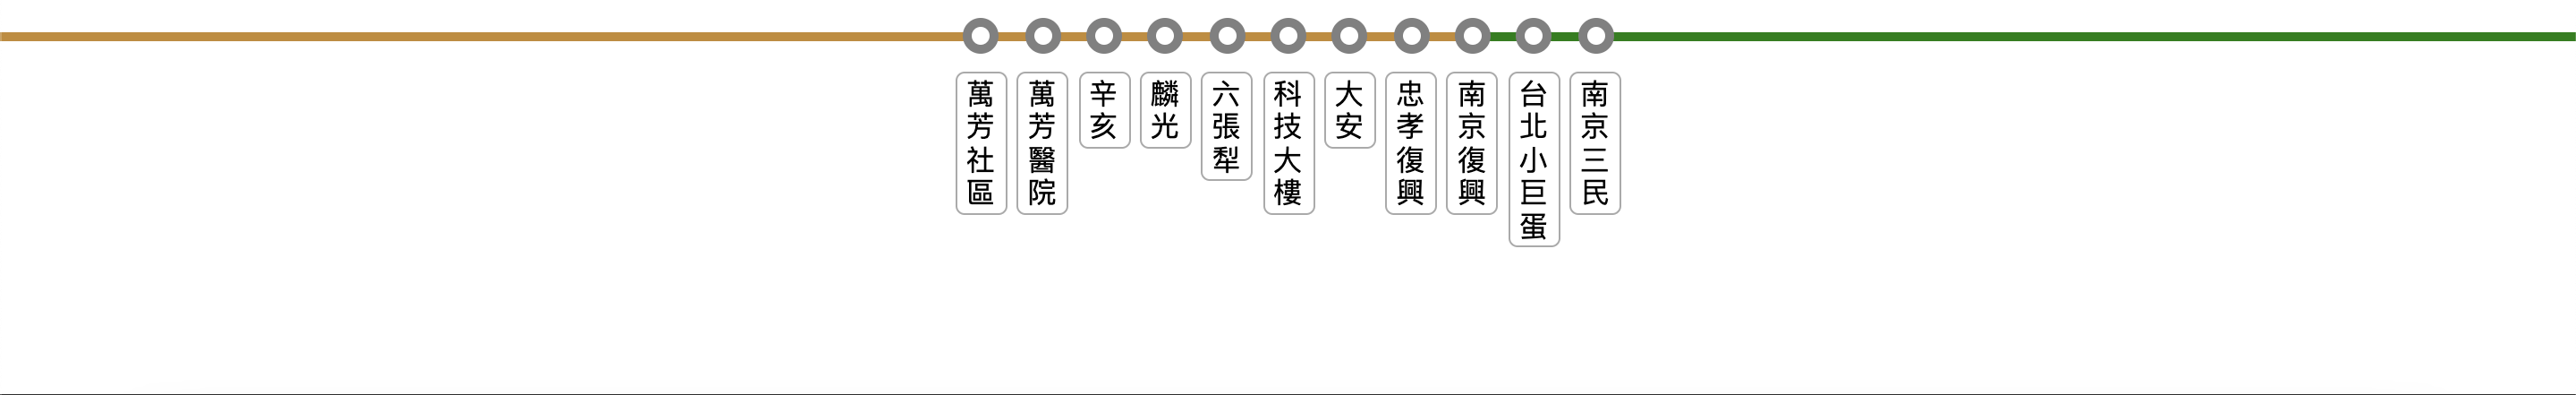 萬芳社區
萬芳醫院
辛亥
麟光
六張犁
科技大樓
大安
忠孝復興
南京復興
台北小巨蛋
南京三民